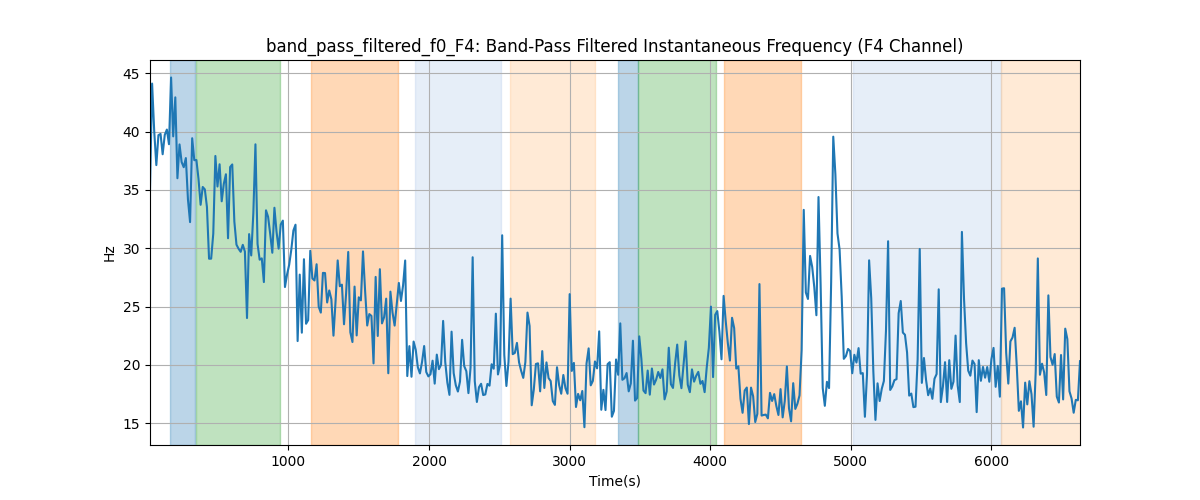 band_pass_filtered_f0_F4: Band-Pass Filtered Instantaneous Frequency (F4 Channel)
45
40
35
30
25
20
15
Hz
1000 2000 3000 4000 5000 6000
Time(s)